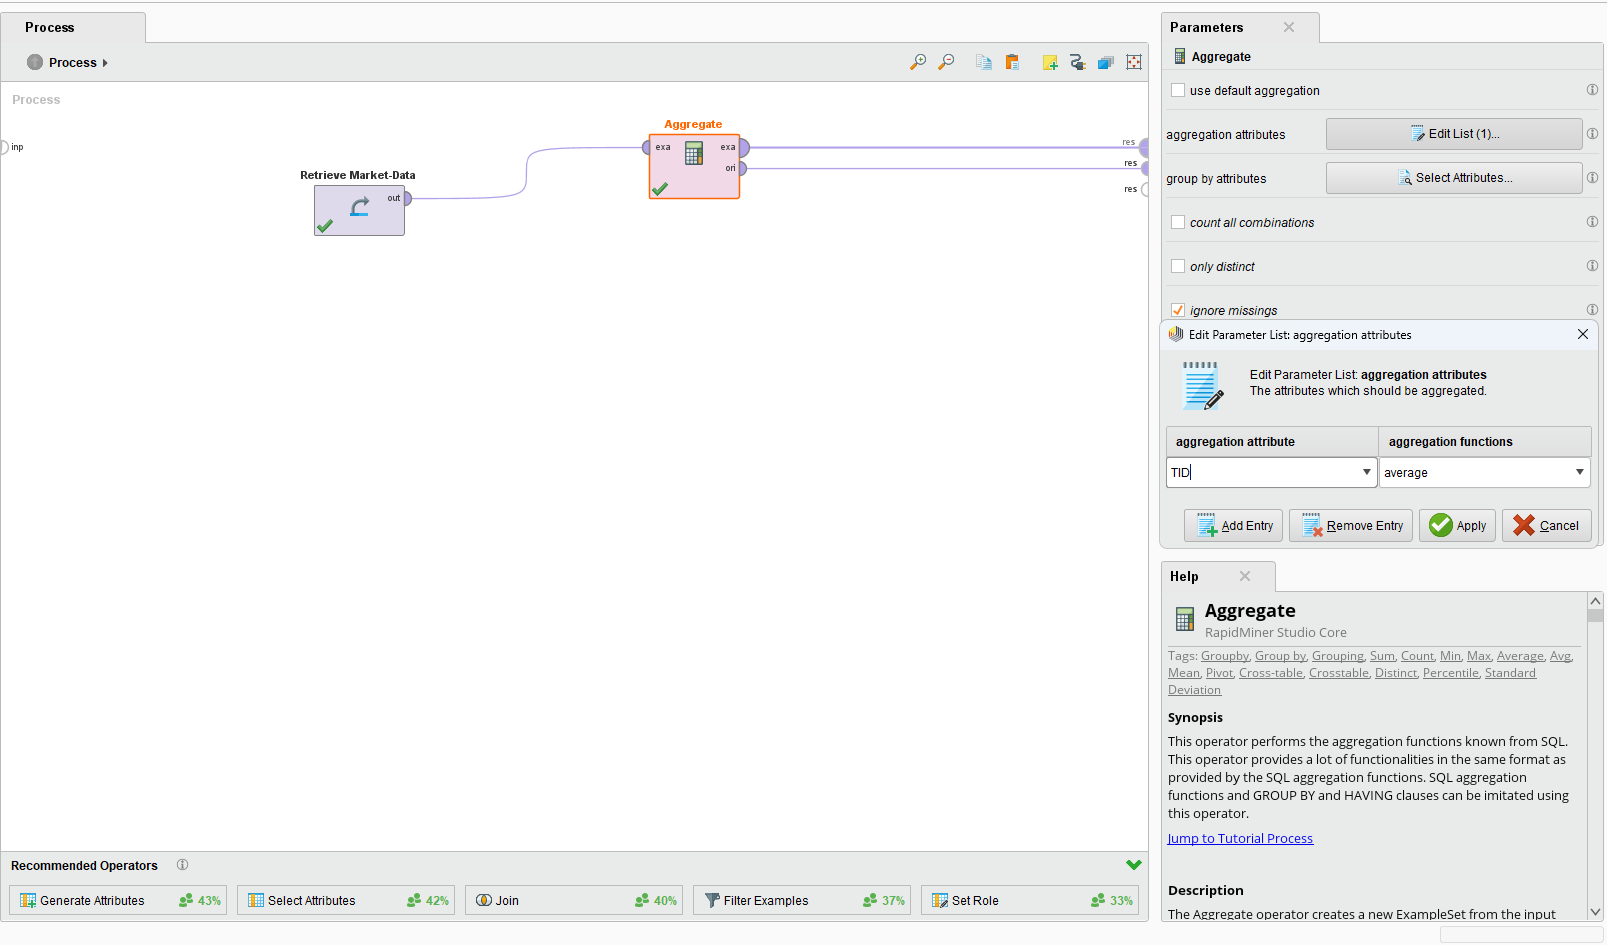 Process
Process
Process
inp
Retrieve Market-Data
out
Aggregate
exa
exa
ori
res
res
res
Recommended Operators
Generate Attributes 43%
Select Attributes 42%
Join 40%
Filter Examples 37%
Set Role 33%
Parameters
Aggregate
use default aggregation
aggregation attributes
Edit List (1)...
group by attributes
Select Attributes...
count all combinations
only distinct
ignore missings
Edit Parameter List: aggregation attributes
Edit Parameter List: aggregation attributes
The attributes which should be aggregated.
aggregation attribute
aggregation functions
TID
average
Add Entry
Remove Entry
Apply
Cancel
Help
Aggregate
RapidMiner Studio Core
Tags: Groupby, Group by, Grouping, Sum, Count, Min, Max, Average, Avg,
Mean, Pivot, Cross-table, Crosstable, Distinct, Percentile, Standard
Deviation
Synopsis
This operator performs the aggregation functions known from SQL.
This operator provides a lot of functionalities in the same format as
provided by the SQL aggregation functions. SQL aggregation
functions and GROUP BY and HAVING clauses can be imitated using
this operator.
Jump to Tutorial Process
Description
The Aggregate operator creates a new ExampleSet from the input